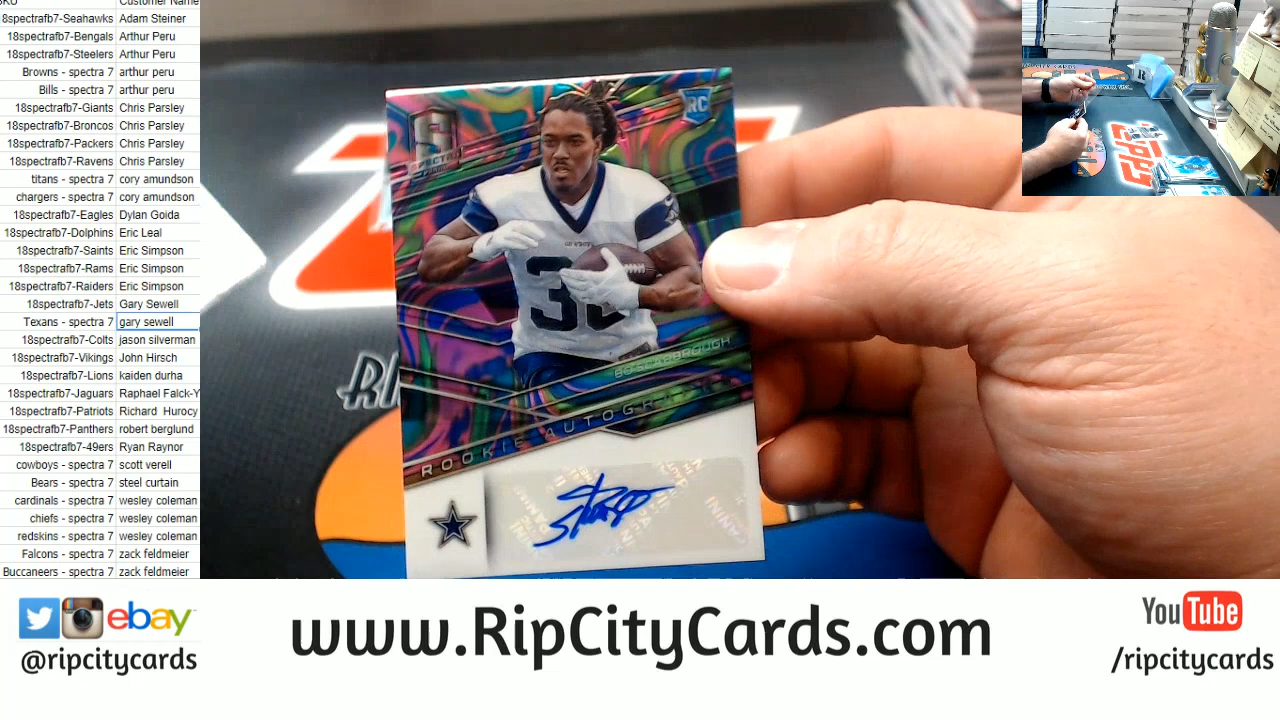 SKU Customer Name
18spectrafb7-Seahawks Adam Steiner
18spectrafb7-Bengals Arthur Peru
18spectrafb7-Steelers Arthur Peru
Browns - spectra 7 arthur peru
Bills - spectra 7 arthur peru
18spectrafb7-Giants Chris Parsley
18spectrafb7-Broncos Chris Parsley
18spectrafb7-Packers Chris Parsley
18spectrafb7-Ravens Chris Parsley
titans - spectra 7 cory amundson
chargers - spectra 7 cory amundson
18spectrafb7-Eagles Dylan Goida
18spectrafb7-Dolphins Eric Leal
18spectrafb7-Saints Eric Simpson
18spectrafb7-Rams Eric Simpson
18spectrafb7-Raiders Eric Simpson
18spectrafb7-Jets Gary Sewell
Texans - spectra 7 gary sewell
18spectrafb7-Colts jason silverman
18spectrafb7-Vikings John Hirsch
18spectrafb7-Lions kaiden durha
18spectrafb7-Jaguars Raphael Falck-Y
18spectrafb7-Patriots Richard Hurocy
18spectrafb7-Panthers robert berglund
18spectrafb7-49ers Ryan Raynor
cowboys - spectra 7 scott verell
Bears - spectra 7 steel curtain
cardinals - spectra 7 wesley coleman
chiefs - spectra 7 wesley coleman
redskins - spectra 7 wesley coleman
Falcons - spectra 7 zack feldmeier
Buccaneers - spectra 7 zack feldmeier
SPECTRA
RC
BO SCARBROUGH
ROOKIE AUTOGRAPH
ebay
@ripcitycards
www.RipCityCards.com
YouTube
/ripcitycards